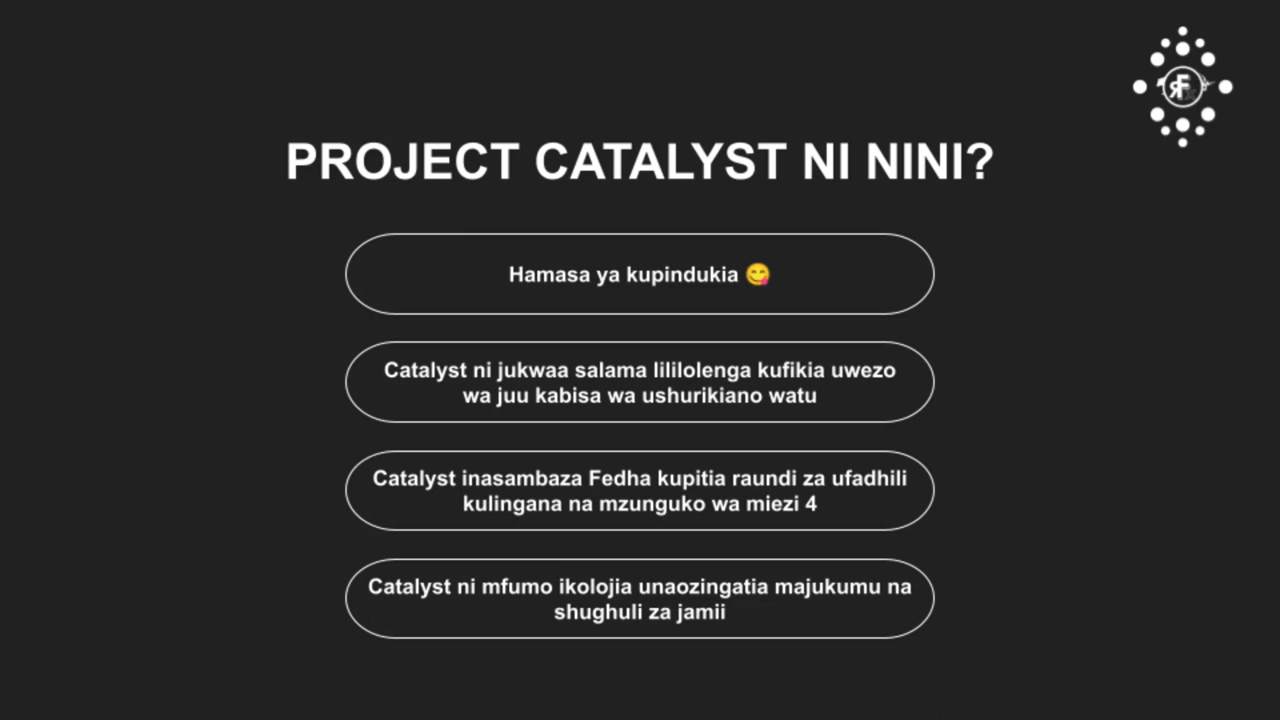 PROJECT CATALYST NI NINI?
Hamasa ya kupindukia 😋
Catalyst ni jukwaa salama lililolenga kufikia uwezo
wa juu kabisa wa ushurikiano watu
Catalyst inasambaza Fedha kupitia raundi za ufadhili
kulingana na mzunguko wa miezi 4
Catalyst ni mfumo ikolojia unaozingatia majukumu na
shughuli za jamii